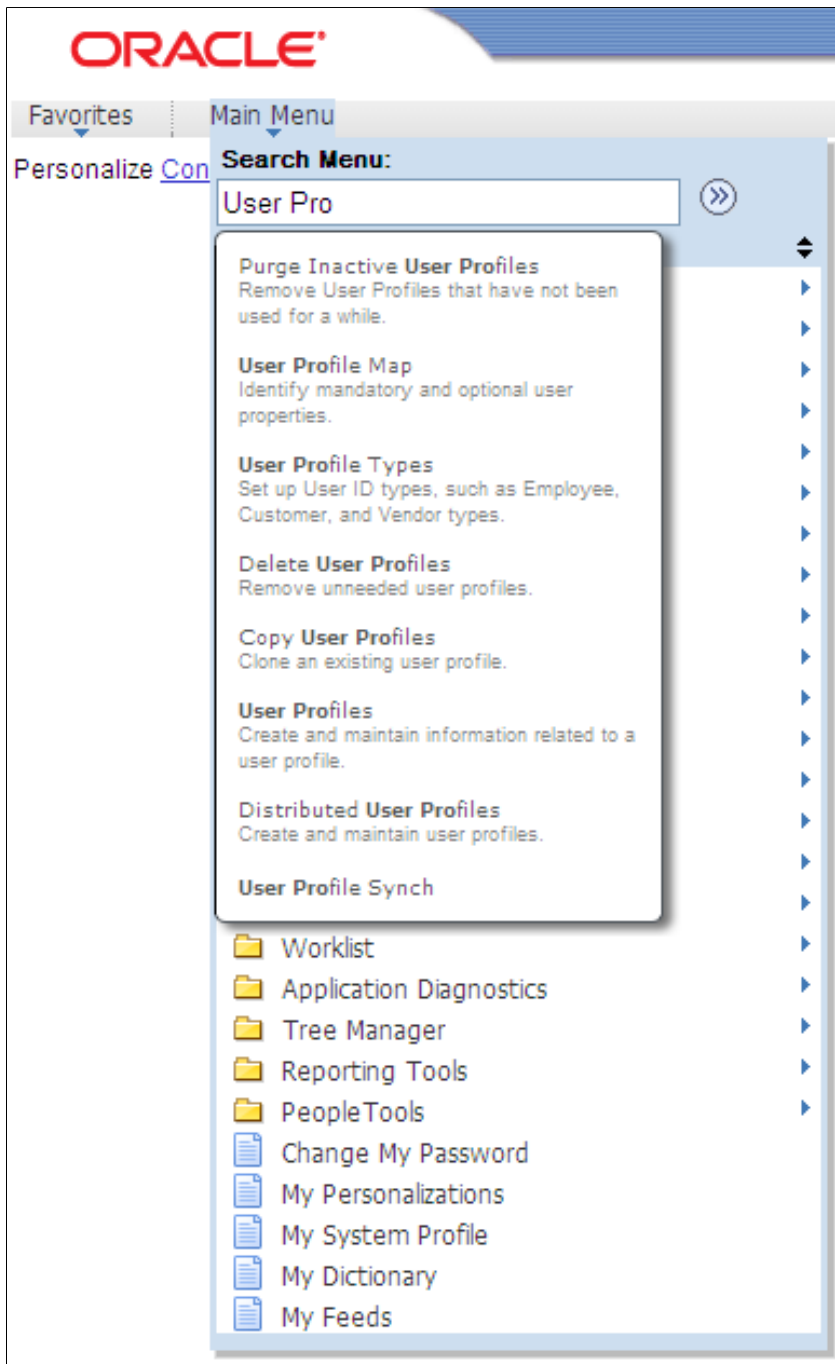 ORACLE
Favorites
Main Menu
Personalize Con
Search Menu:
User Pro
Purge Inactive User Profiles
Remove User Profiles that have not been
used for a while.
User Profile Map
Identify mandatory and optional user
properties.
User Profile Types
Set up User ID types, such as Employee,
Customer, and Vendor types.
Delete User Profiles
Remove unneeded user profiles.
Copy User Profiles
Clone an existing user profile.
User Profiles
Create and maintain information related to a
user profile.
Distributed User Profiles
Create and maintain user profiles.
User Profile Synch
Worklist
Application Diagnostics
Tree Manager
Reporting Tools
PeopleTools
Change My Password
My Personalizations
My System Profile
My Dictionary
My Feeds